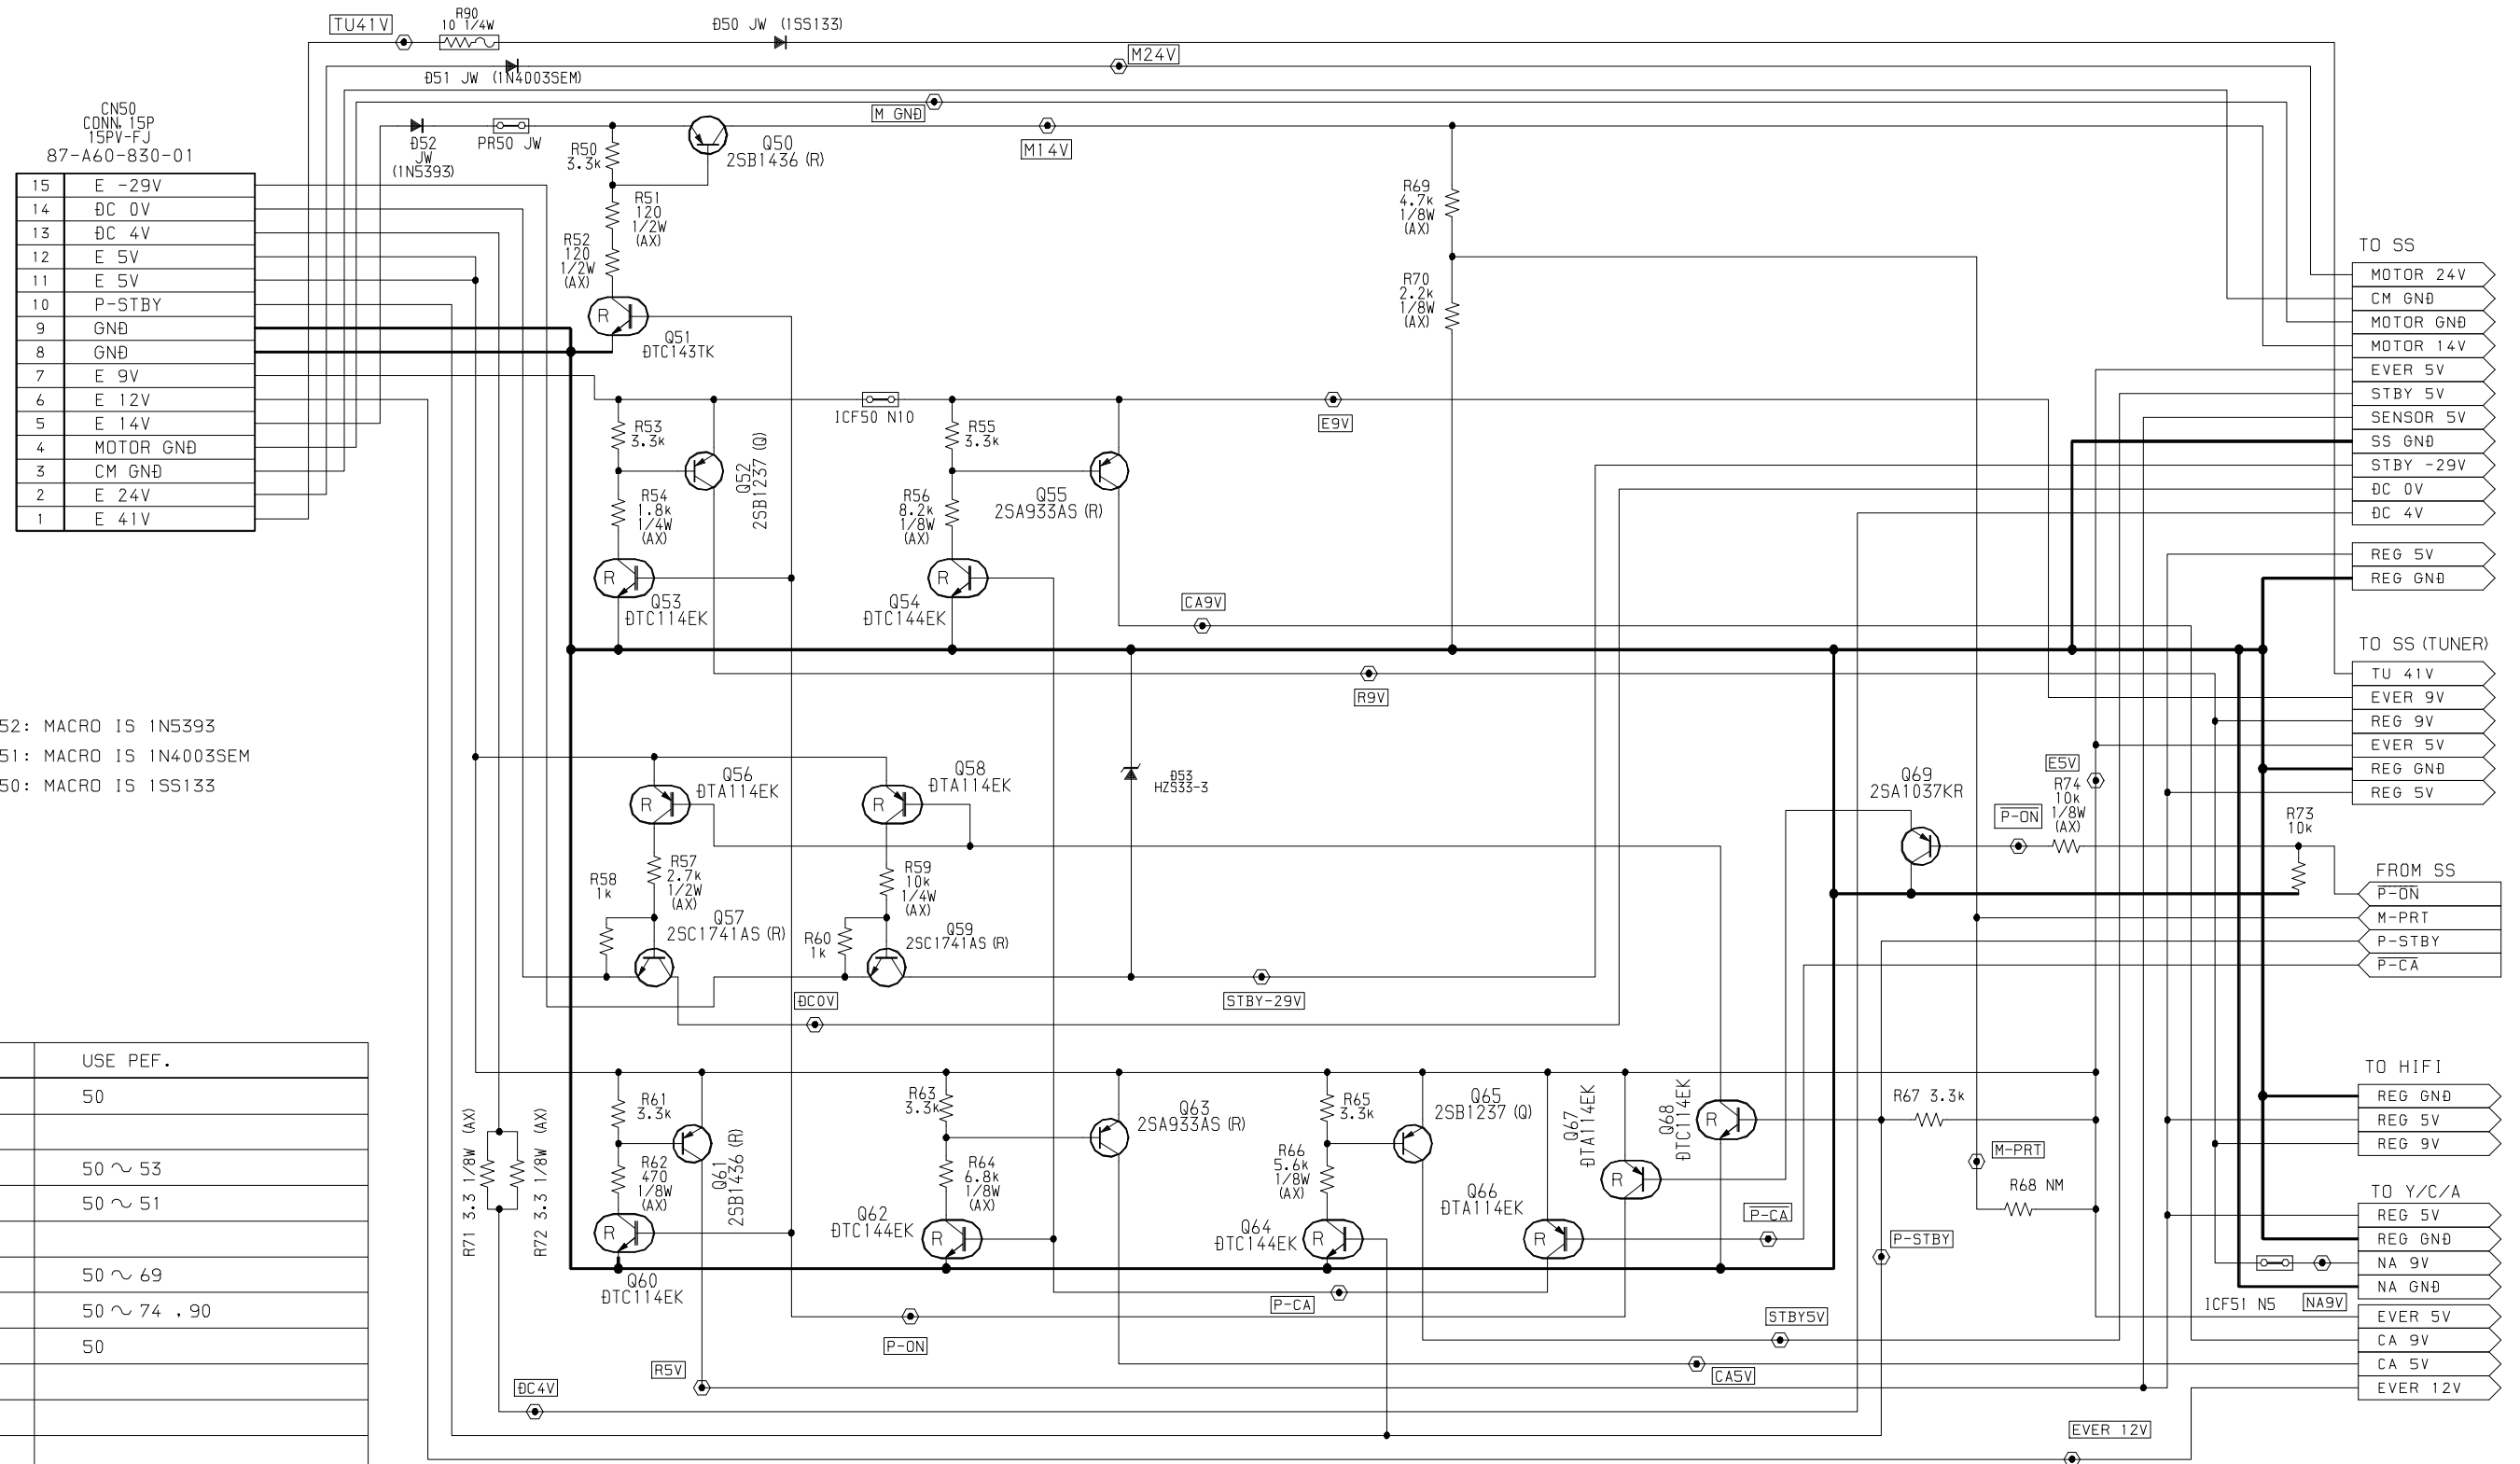 TU41V
R90
10 1/4W
Đ50 JW (1SS133)
Đ51 JW (1N4003SEM)
M24V
M GNĐ
CN50
CONN, 15P
15PV-FJ
87-A60-830-01
15 E -29V
14 ĐC 0V
13 ĐC 4V
12 E 5V
11 E 5V
10 P-STBY
9 GNĐ
8 GNĐ
7 E 9V
6 E 12V
5 E 14V
4 MOTOR GNĐ
3 CM GNĐ
2 E 24V
1 E 41V
Đ52
JW
(1N5393)
PR50 JW
R50
3.3k
Q50
2SB1436 (R)
M14V
R51
120
1/2W
(AX)
R52
120
1/2W
(AX)
R
Q51
ĐTC143TK
R69
4.7k
1/8W
(AX)
R70
2.2k
1/8W
(AX)
R53
3.3k
Q52
2SB1237 (Q)
ICF50 N10
R55
3.3k
E9V
R54
1.8k
1/4W
(AX)
R56
8.2k
1/8W
(AX)
Q55
2SA933AS (R)
R
Q53
ĐTC114EK
R
Q54
ĐTC144EK
CA9V
R9V
TO SS
MOTOR 24V
CM GNĐ
MOTOR GNĐ
MOTOR 14V
EVER 5V
STBY 5V
SENSOR 5V
SS GNĐ
STBY -29V
ĐC 0V
ĐC 4V
REG 5V
REG GNĐ
TO SS (TUNER)
TU 41V
EVER 9V
REG 9V
EVER 5V
REG GNĐ
REG 5V
52: MACRO IS 1N5393
51: MACRO IS 1N4003SEM
50: MACRO IS 1SS133
R
Q56
ĐTA114EK
R
Q58
ĐTA114EK
Đ53
HZS33-3
Q69
2SA1037KR
P-ON
E5V
R74
10k
1/8W
(AX)
R73
10k
R58
1k
R57
2.7k
1/2W
(AX)
Q57
2SC1741AS (R)
R59
10k
1/4W
(AX)
R60
1k
Q59
2SC1741AS (R)
ĐC0V
STBY-29V
FROM SS
P-ON
M-PRT
P-STBY
P-CA
USE PEF.
50
50 ~ 53
50 ~ 51
50 ~ 69
50 ~ 74 , 90
50
R71 3.3 1/8W (AX)
R72 3.3 1/8W (AX)
R61
3.3k
R62
470
1/8W
(AX)
Q61
2SB1436 (R)
R
Q60
ĐTC114EK
R63
3.3k
R64
6.8k
1/8W
(AX)
Q62
ĐTC144EK
R
Q63
2SA933AS (R)
R65
3.3k
R66
5.6k
1/8W
(AX)
Q64
ĐTC144EK
R
Q65
2SB1237 (Q)
Q66
ĐTA114EK
R
Q67
ĐTA114EK
R
Q68
ĐTC114EK
R
R67 3.3k
M-PRT
R68 NM
P-CA
P-STBY
P-CA
P-ON
R5V
ĐC4V
STBY5V
CA5V
EVER 12V
TO HIFI
REG GNĐ
REG 5V
REG 9V
TO Y/C/A
REG 5V
REG GNĐ
NA 9V
NA GNĐ
ICF51 N5
NA9V
EVER 5V
CA 9V
CA 5V
EVER 12V